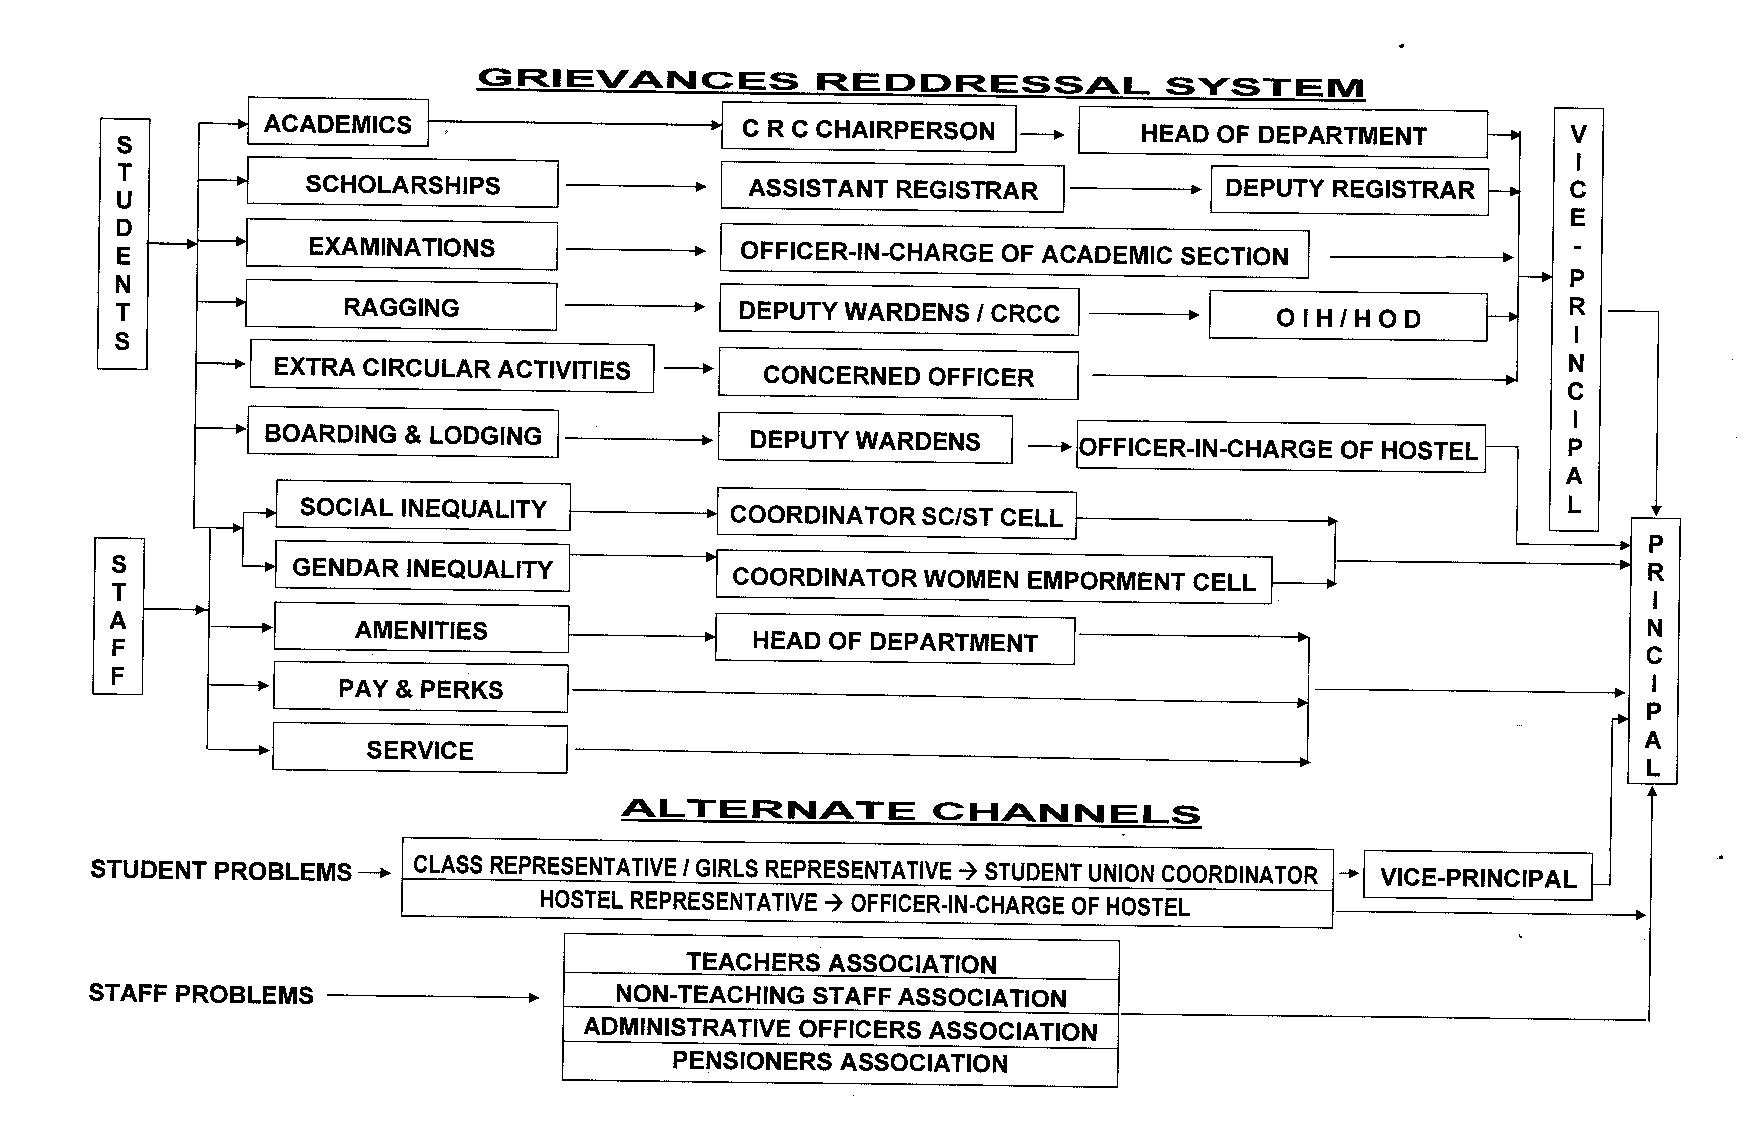 GRIEVANCES REDDRESSAL SYSTEM
STUDENTS
ACADEMICS
C R C CHAIRPERSON
HEAD OF DEPARTMENT
SCHOLARSHIPS
ASSISTANT REGISTRAR
DEPUTY REGISTRAR
EXAMINATIONS
OFFICER-IN-CHARGE OF ACADEMIC SECTION
RAGGING
DEPUTY WARDENS / CRCC
O I H / H O D
EXTRA CIRCULAR ACTIVITIES
CONCERNED OFFICER
BOARDING & LODGING
DEPUTY WARDENS
OFFICER-IN-CHARGE OF HOSTEL
VICE-PRINCIPAL
STAFF
SOCIAL INEQUALITY
COORDINATOR SC/ST CELL
GENDAR INEQUALITY
COORDINATOR WOMEN EMPORMENT CELL
AMENITIES
HEAD OF DEPARTMENT
PAY & PERKS
SERVICE
PRINCIPAL
ALTERNATE CHANNELS
STUDENT PROBLEMS
CLASS REPRESENTATIVE / GIRLS REPRESENTATIVE → STUDENT UNION COORDINATOR
HOSTEL REPRESENTATIVE → OFFICER-IN-CHARGE OF HOSTEL
VICE-PRINCIPAL
STAFF PROBLEMS
TEACHERS ASSOCIATION
NON-TEACHING STAFF ASSOCIATION
ADMINISTRATIVE OFFICERS ASSOCIATION
PENSIONERS ASSOCIATION